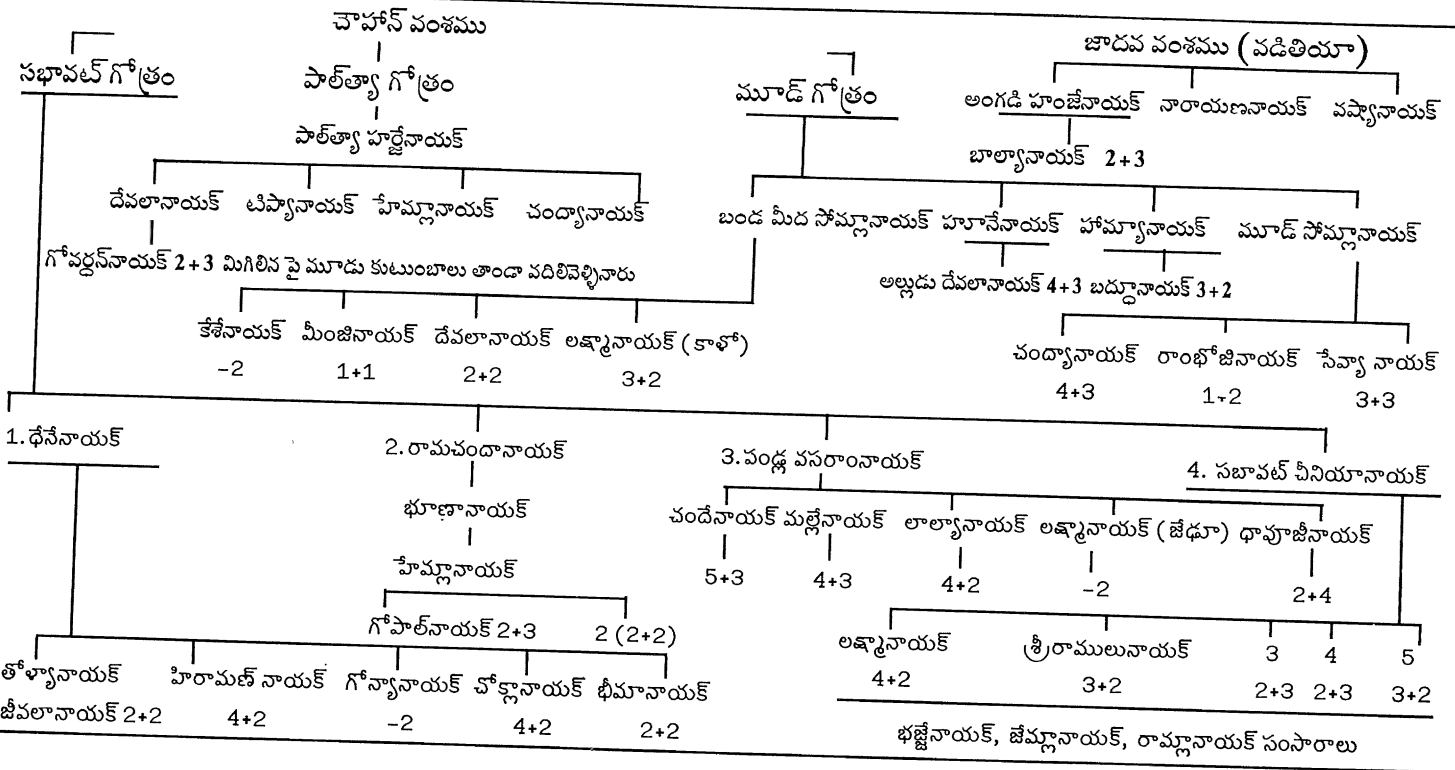 చౌహాన్ వంశము
జాదవ వంశము (వడితియా)
సభావట్ గోత్రం పాల్త్యా గోత్రం మూడ్ గోత్రం
అంగడి హంజేనాయక్ నారాయణనాయక్ వష్యానాయక్
పాల్త్యా హర్జేనాయక్
బాల్యానాయక్ 2+3
దేవలానాయక్ టిప్యానాయక్ హేమ్లానాయక్ చంద్యానాయక్
బండ మీద సోమ్లానాయక్ హూనేనాయక్ హామ్యానాయక్ మూడ్ సోమ్లానాయక్
గోవర్ధన్‌నాయక్ 2+3 మిగిలిన పై మూడు కుటుంబాలు తాండా వదిలివెళ్ళినారు
అల్లుడు దేవలానాయక్ 4+3 బద్ధూనాయక్ 3+2
కేశేనాయక్ మీంజినాయక్ దేవలానాయక్ లక్ష్మానాయక్ (కాళో)
-2 1+1 2+2 3+2
చంద్యానాయక్ రాంభోజినాయక్ సేవ్యా నాయక్
4+3 1+2 3+3
1. ధేనేనాయక్ 2. రామచందానాయక్ 3. పండ్ల వసరాంనాయక్ 4. సబావట్ చీనియానాయక్
భూణానాయక్
చందేనాయక్ మల్లేనాయక్ లాల్యానాయక్ లక్ష్మానాయక్ (జేఢూ) ధావూజీనాయక్
5+3 4+3 4+2 -2 2+4
హేమ్లానాయక్
గోపాల్‌నాయక్ 2+3 2 (2+2)
లక్ష్మానాయక్ శ్రీరాములునాయక్ 3 4 5
4+2 3+2 2+3 2+3 3+2
తోళ్యానాయక్ హిరామణ్ నాయక్ గోన్యానాయక్ చోక్లానాయక్ భీమానాయక్
జీవలానాయక్ 2+2 4+2 -2 4+2 2+2
భజ్జేనాయక్, జేమ్లానాయక్, రామ్లానాయక్ సంసారాలు